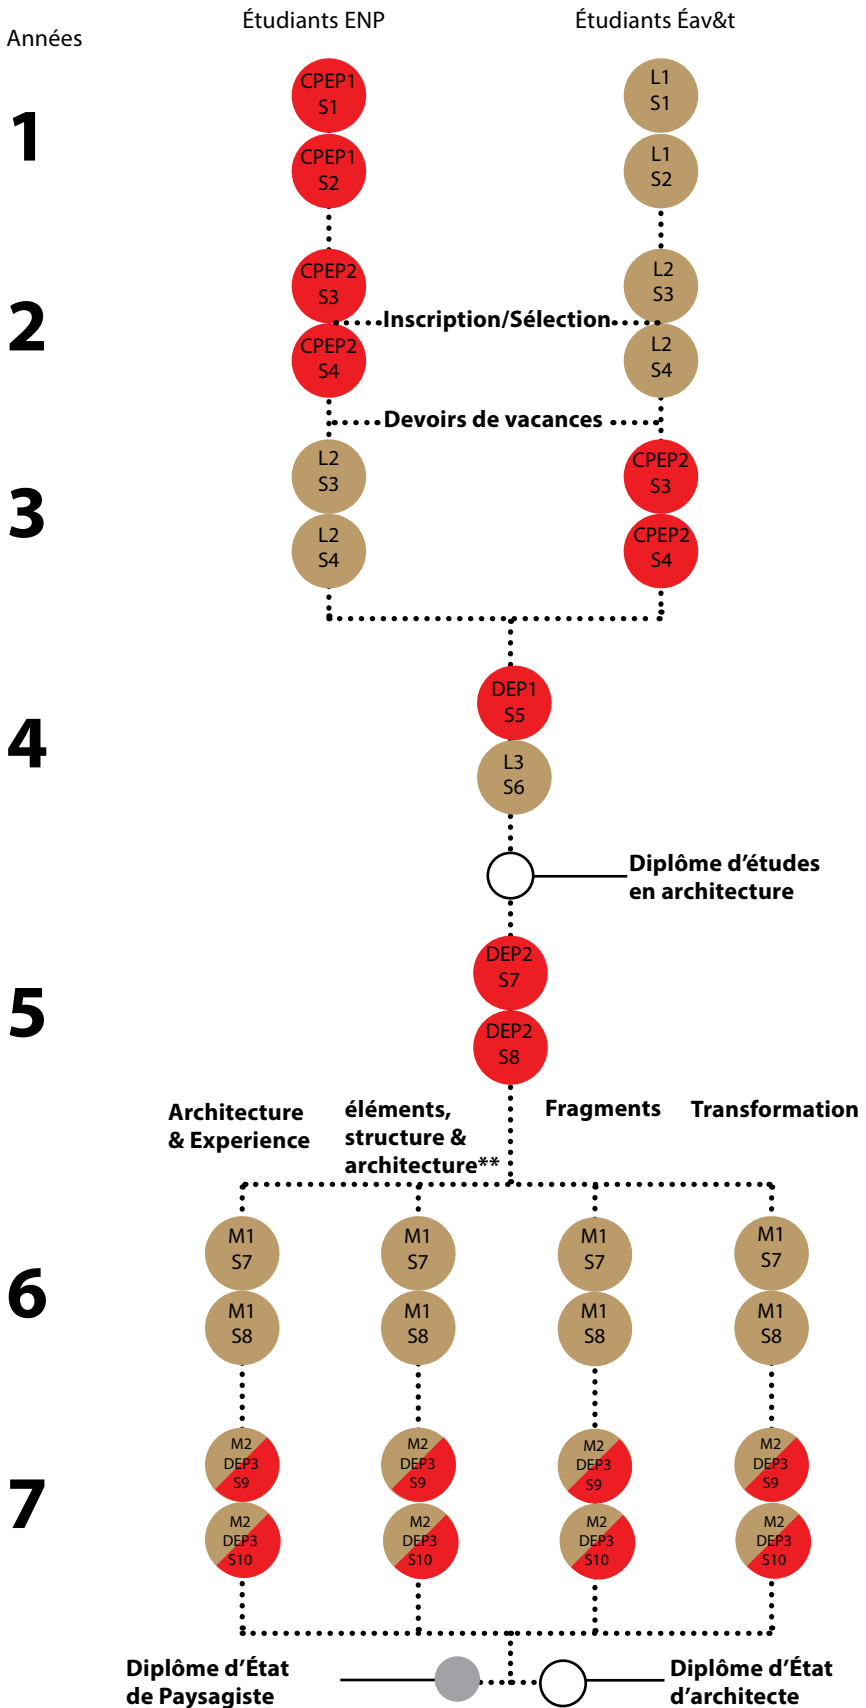 Années
Étudiants ENP
Étudiants Éav&t
1
CPEP1
S1
L1
S1
CPEP1
S2
L1
S2
2
CPEP2
S3
L2
S3
Inscription/Sélection
CPEP2
S4
L2
S4
Devoirs de vacances
3
L2
S3
CPEP2
S3
L2
S4
CPEP2
S4
4
DEP1
S5
L3
S6
Diplôme d’études
en architecture
5
DEP2
S7
DEP2
S8
Architecture
& Experience
éléments,
structure &
architecture**
Fragments
Transformation
6
M1
S7
M1
S7
M1
S7
M1
S7
M1
S8
M1
S8
M1
S8
M1
S8
7
M2
DEP3
S9
M2
DEP3
S9
M2
DEP3
S9
M2
DEP3
S9
M2
DEP3
S10
M2
DEP3
S10
M2
DEP3
S10
M2
DEP3
S10
Diplôme d’État
de Paysagiste
Diplôme d’État
d’architecte